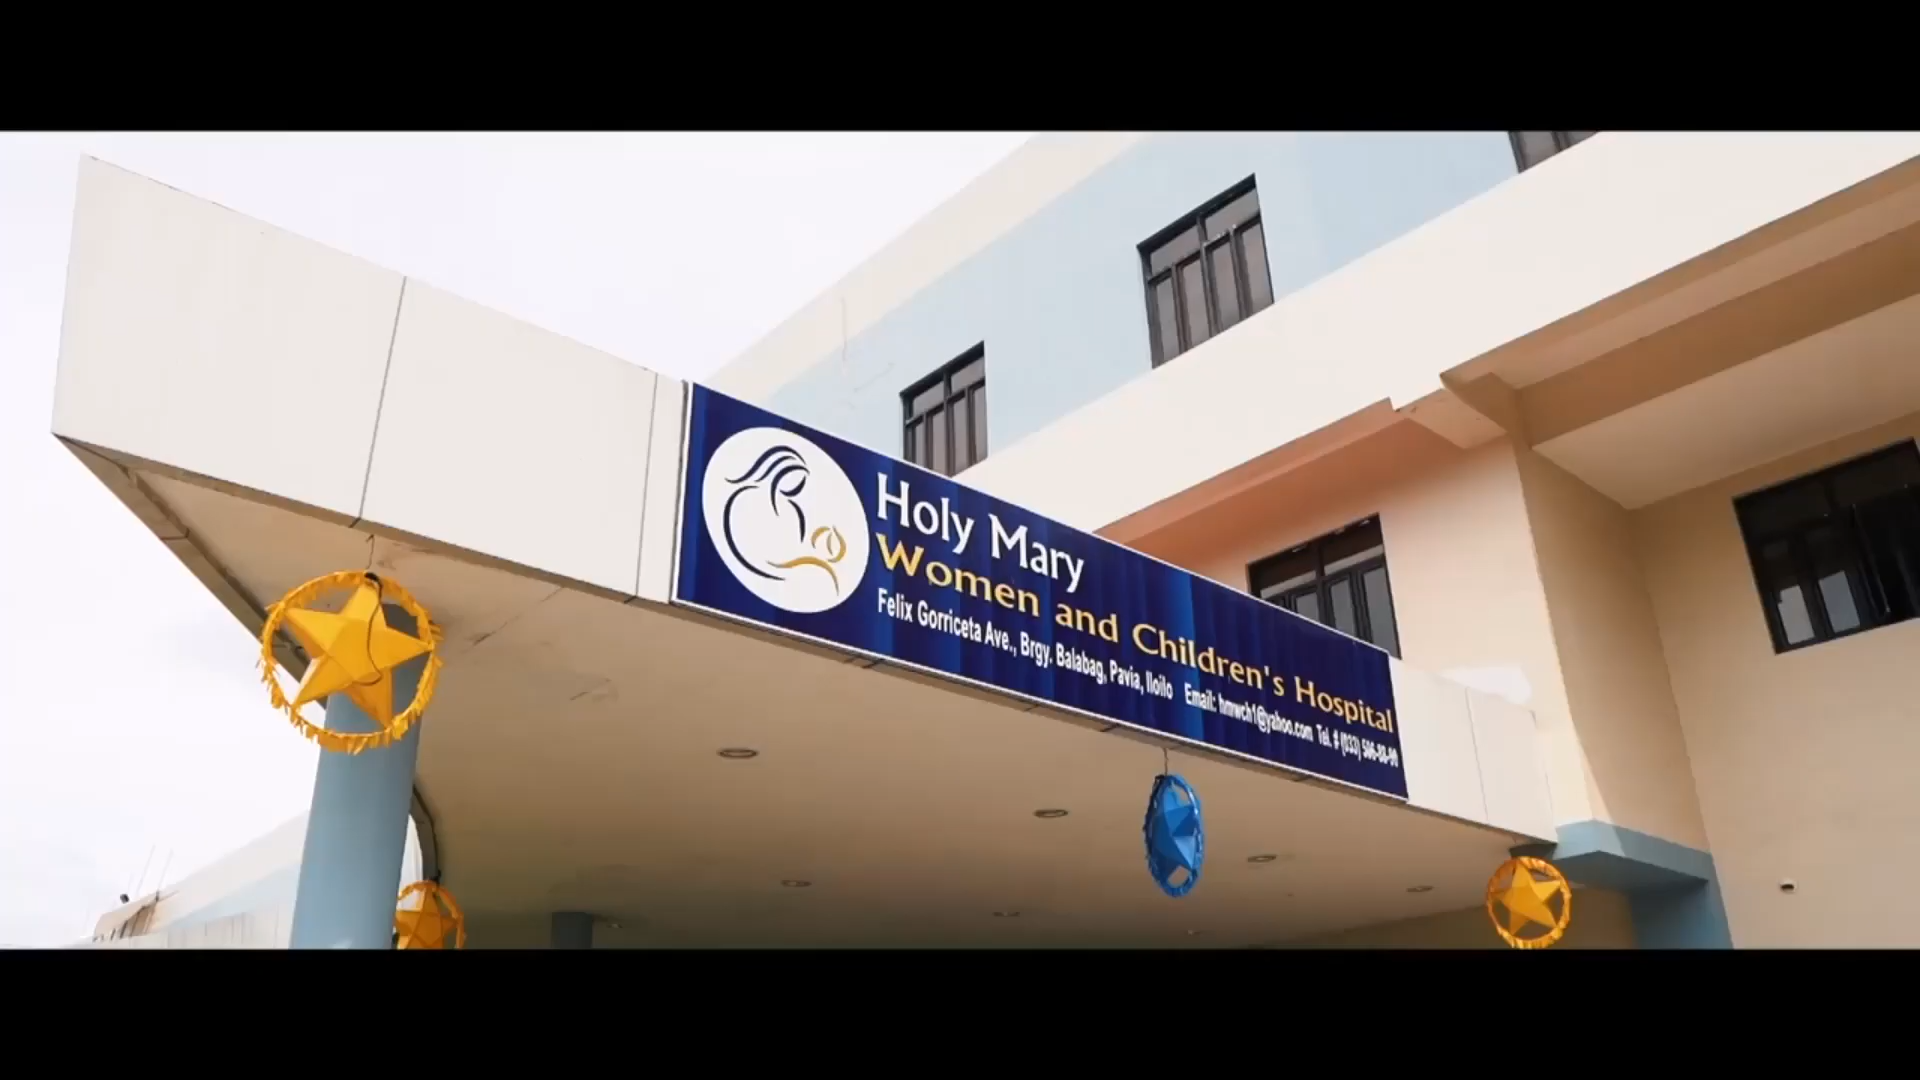 Holy Mary
Women and Children's Hospital
Felix Gorriceta Ave., Brgy. Balabag, Pavia, Iloilo Email: hmwch1@yahoo.com Tel. # (033) 506-88-90